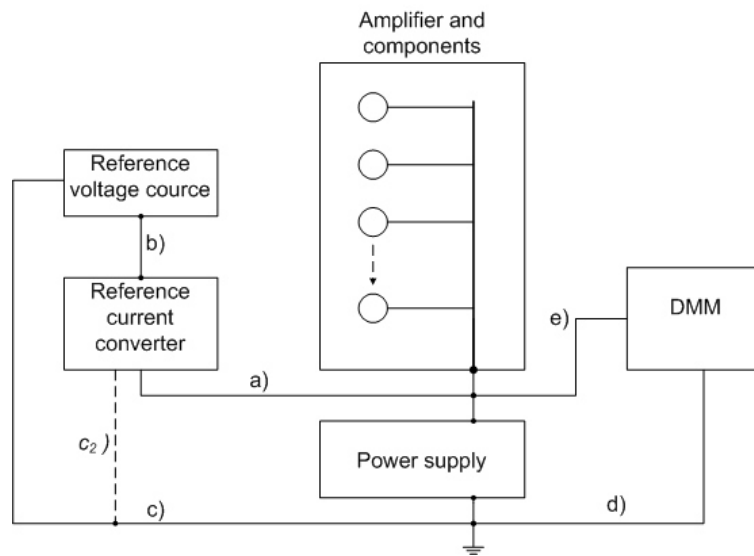 Amplifier and
components
Reference
voltage cource
b)
Reference
current
converter
e)
DMM
a)
c₂ )
Power supply
c)
d)